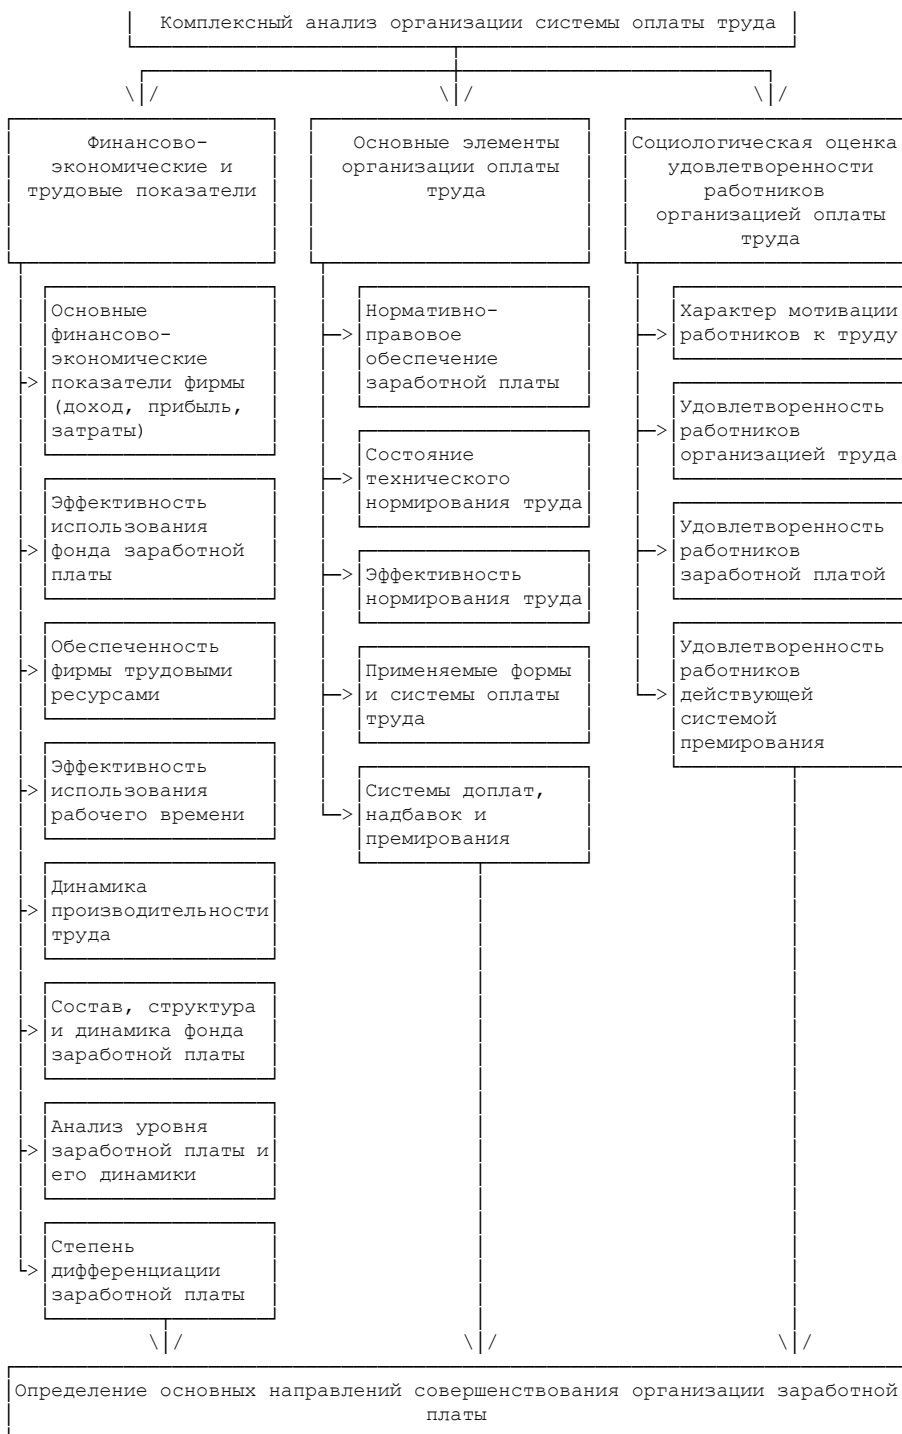 Комплексный анализ организации системы оплаты труда
Финансово-
экономические и
трудовые показатели
Основные
финансово-
экономические
показатели фирмы
(доход, прибыль,
затраты)
Эффективность
использования
фонда заработной
платы
Обеспеченность
фирмы трудовыми
ресурсами
Эффективность
использования
рабочего времени
Динамика
производительности
труда
Состав, структура
и динамика фонда
заработной платы
Анализ уровня
заработной платы и
его динамики
Степень
дифференциации
заработной платы
Основные элементы
организации оплаты
труда
Нормативно-
правовое
обеспечение
заработной платы
Состояние
технического
нормирования труда
Эффективность
нормирования труда
Применяемые формы
и системы оплаты
труда
Системы доплат,
надбавок и
премирования
Социологическая оценка
удовлетворенности
работников
организацией оплаты
труда
Характер мотивации
работников к труду
Удовлетворенность
работников
организацией труда
Удовлетворенность
работников
заработной платой
Удовлетворенность
работников
действующей
системой
премирования
Определение основных направлений совершенствования организации заработной
платы